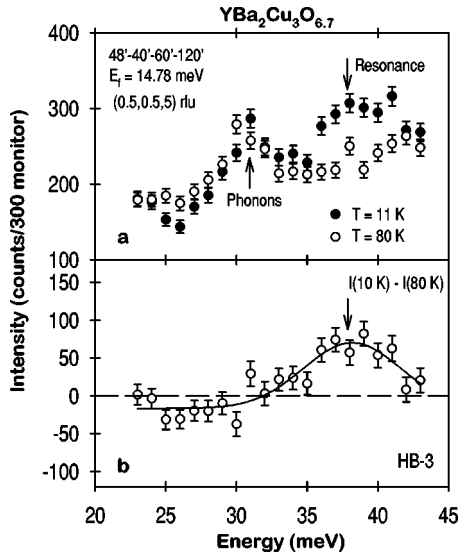 YBa₂Cu₃O₆.₇
400
a
48'-40'-60'-120'
E_f = 14.78 meV
(0.5,0.5,5) rlu
Resonance
300
200
Phonons
T = 11 K
T = 80 K
100
Intensity (counts/300 monitor)
I(10 K) - I(80 K)
100
50
0
-50
b
HB-3
-100
20 25 30 35 40 45
Energy (meV)